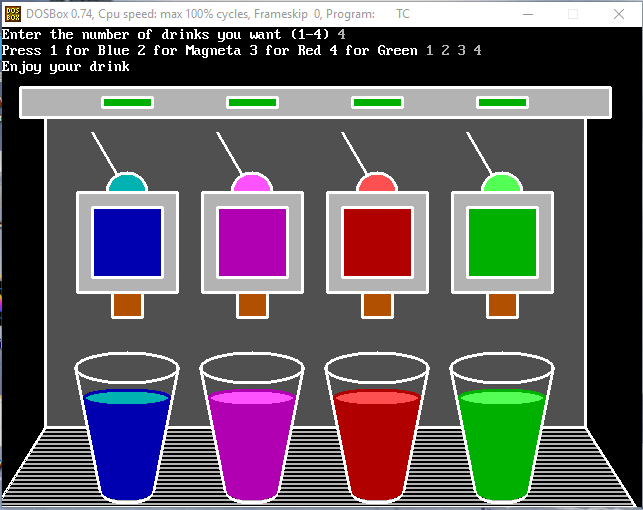 DOSBox 0.74, Cpu speed: max 100% cycles, Frameskip 0, Program: TC
Enter the number of drinks you want (1-4) 4
Press 1 for Blue 2 for Magneta 3 for Red 4 for Green 1 2 3 4
Enjoy your drink